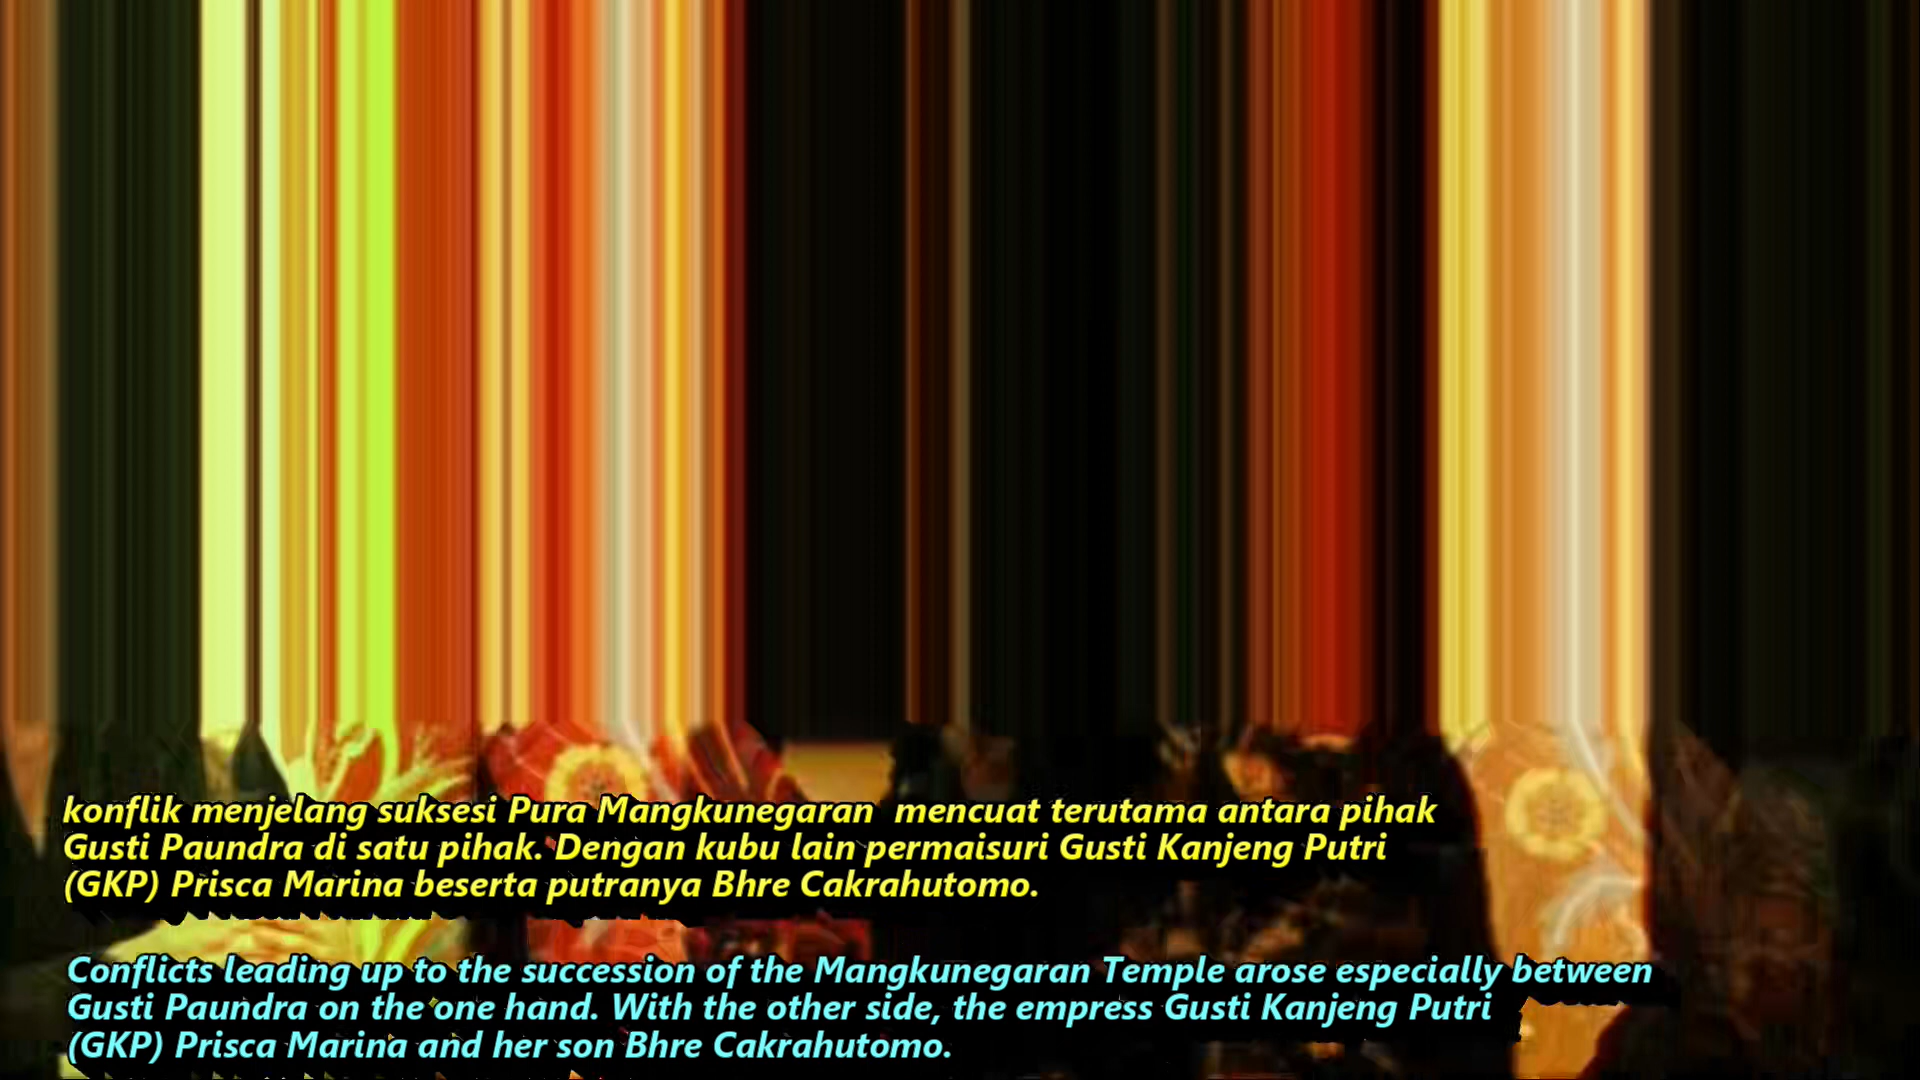 konflik menjelang suksesi Pura Mangkunegaran  mencuat terutama antara pihak
Gusti Paundra di satu pihak. Dengan kubu lain permaisuri Gusti Kanjeng Putri
(GKP) Prisca Marina beserta putranya Bhre Cakrahutomo.
Conflicts leading up to the succession of the Mangkunegaran Temple arose especially between
Gusti Paundra on the one hand. With the other side, the empress Gusti Kanjeng Putri
(GKP) Prisca Marina and her son Bhre Cakrahutomo.